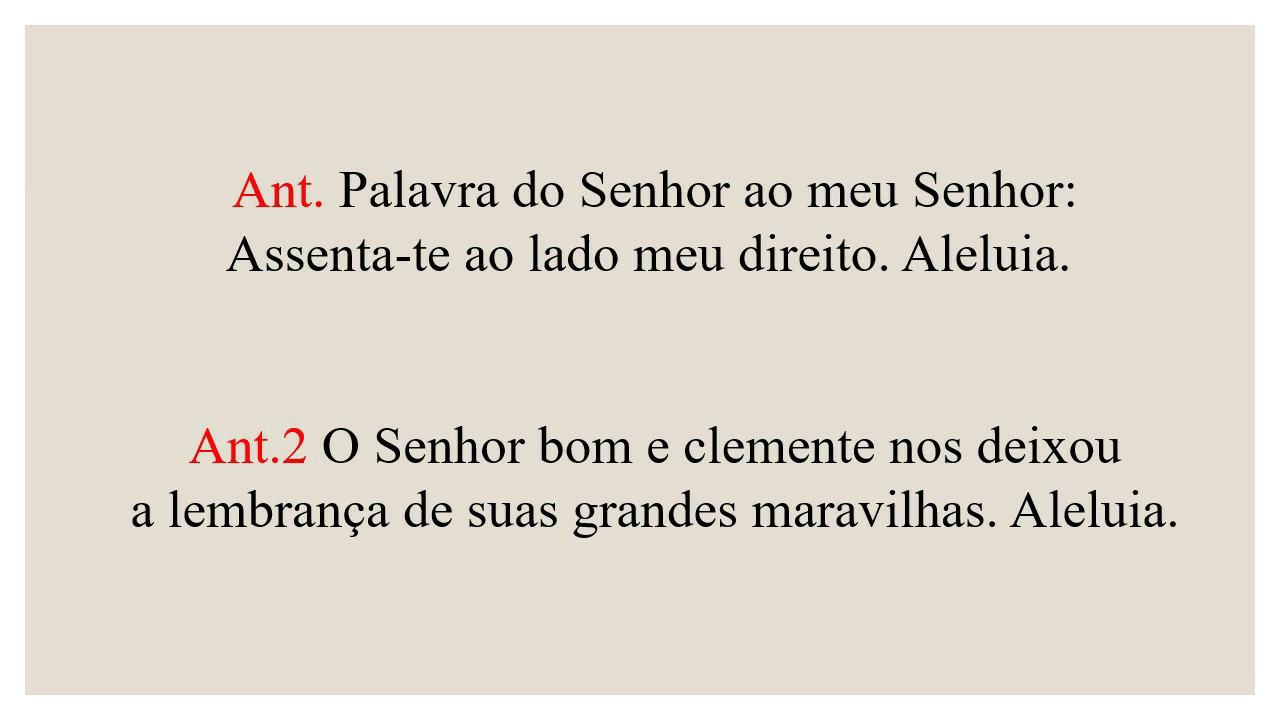 Ant. Palavra do Senhor ao meu Senhor:
Assenta-te ao lado meu direito. Aleluia.
Ant.2 O Senhor bom e clemente nos deixou
a lembrança de suas grandes maravilhas. Aleluia.